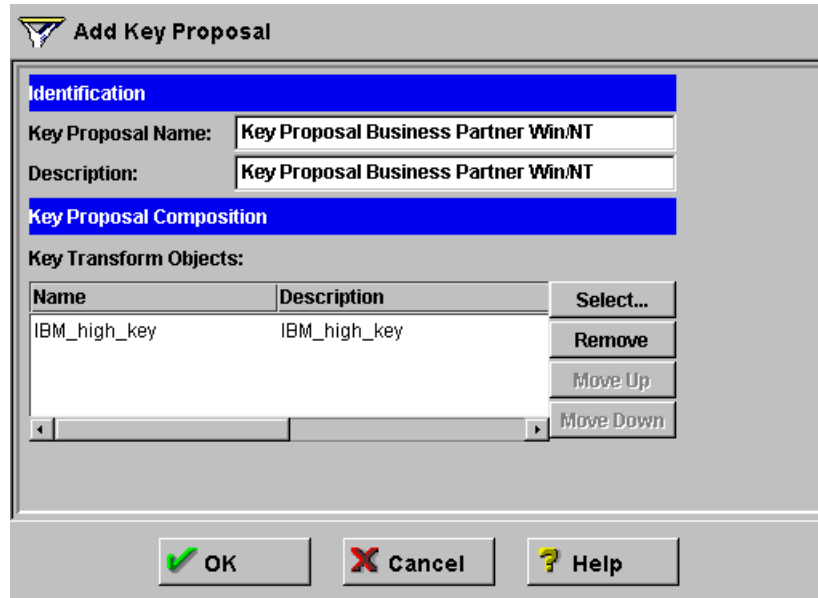 Add Key Proposal
Identification
Key Proposal Name: Key Proposal Business Partner Win/NT
Description: Key Proposal Business Partner Win/NT
Key Proposal Composition
Key Transform Objects:
Name Description Select...
IBM_high_key IBM_high_key Remove
Move Up
Move Down
OK Cancel Help